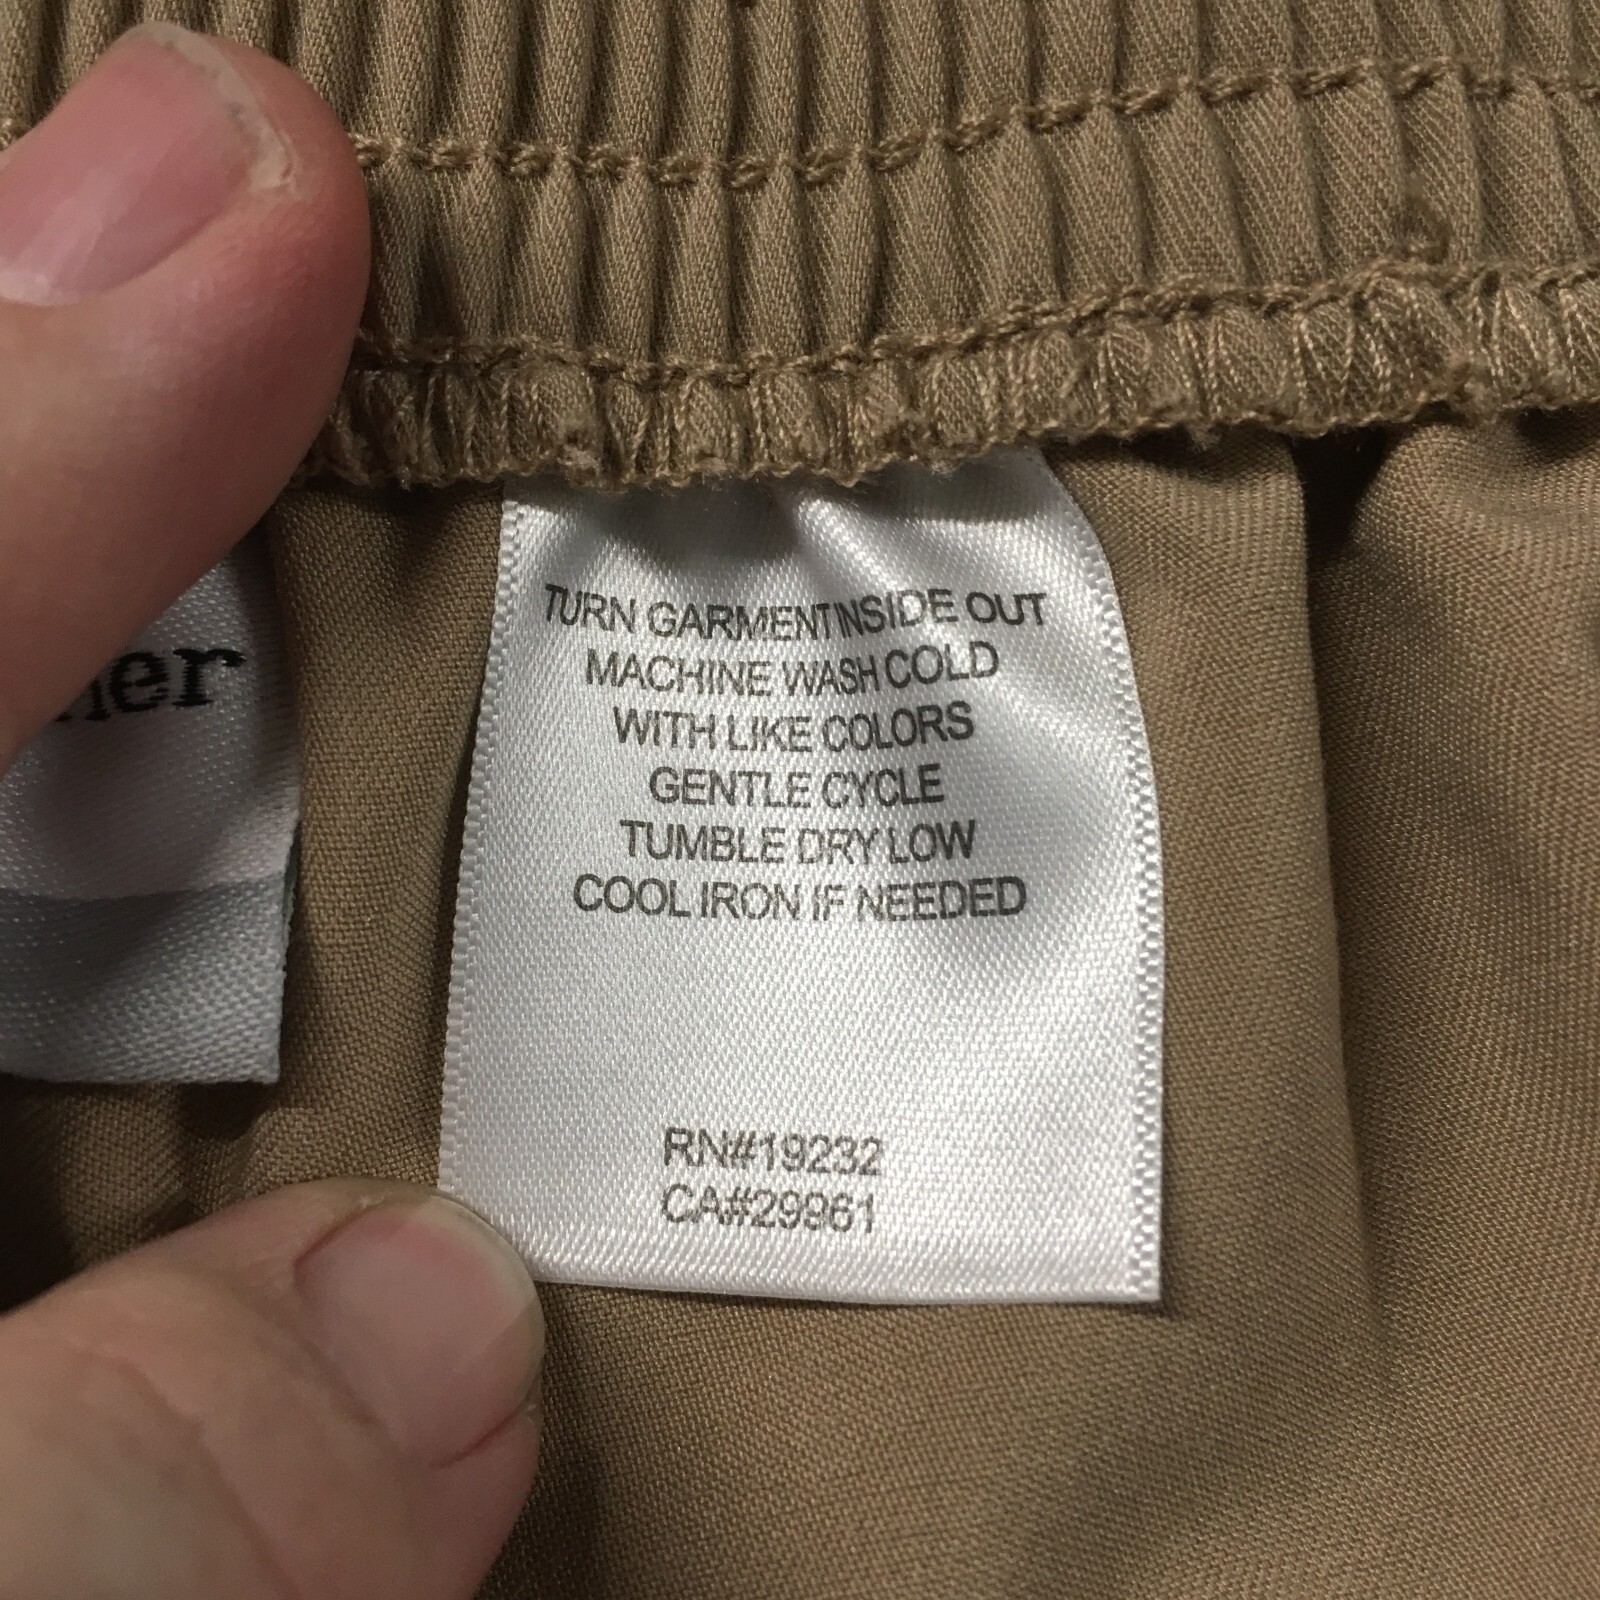 TURN GARMENT INSIDE OUT
MACHINE WASH COLD
WITH LIKE COLORS
GENTLE CYCLE
TUMBLE DRY LOW
COOL IRON IF NEEDED
RN#19232
CA#29961